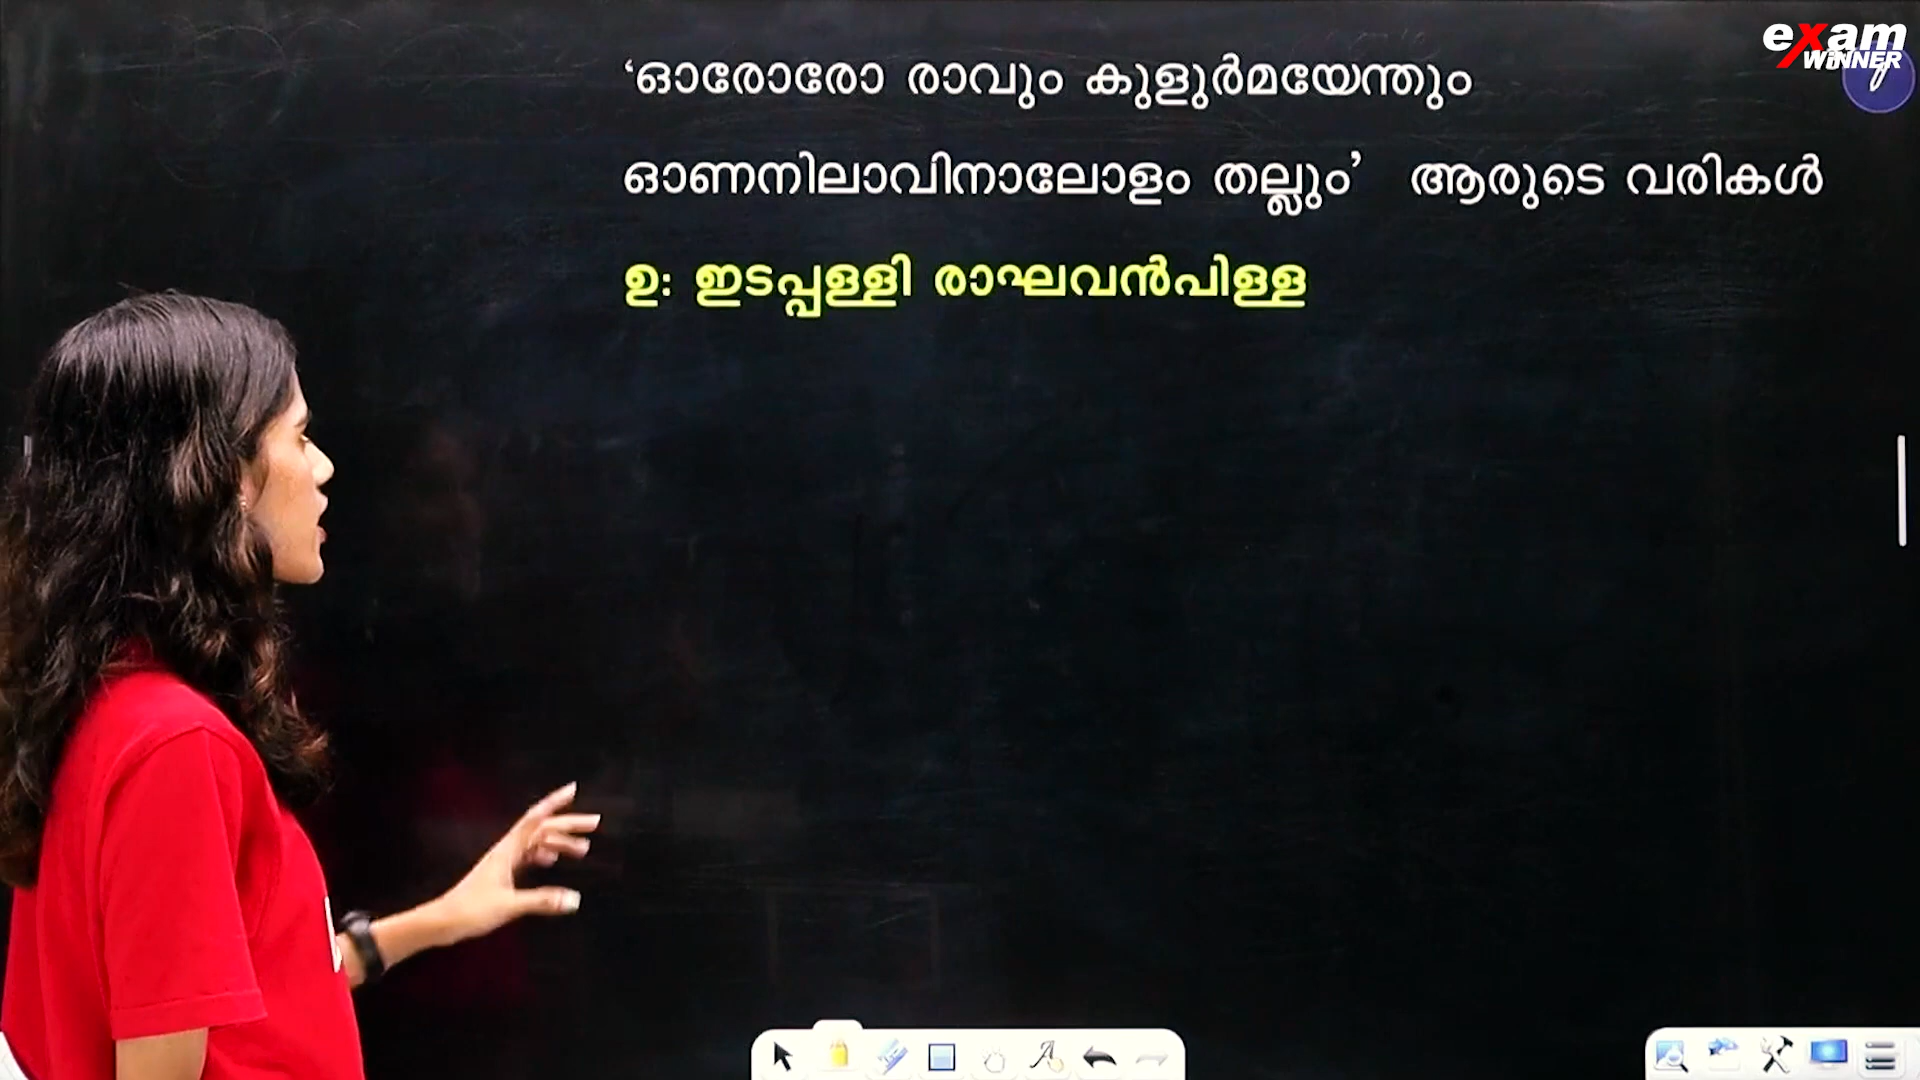 exam
WINNER
‘ഓരോരോ രാവും കുളുർമയേന്തും
ഓണനിലാവിനാലോളം തല്ലും’ ആരുടെ വരികൾ
ഉ: ഇടപ്പള്ളി രാഘവൻപിള്ള